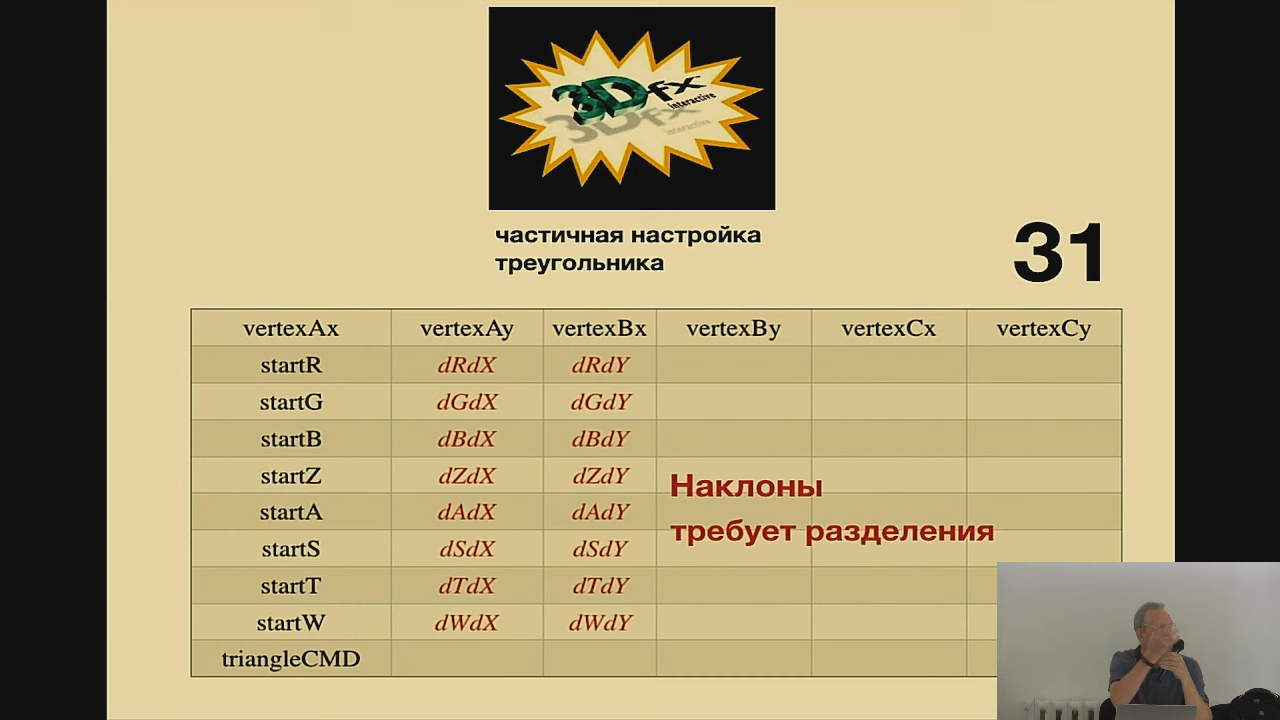 3Dfx
interactive
частичная настройка
треугольника
31
vertexAx vertexAy vertexBx vertexBy vertexCx vertexCy
startR dRdX dRdY
startG dGdX dGdY
startB dBdX dBdY
startZ dZdX dZdY
Наклоны
startA dAdX dAdY
требует разделения
startS dSdX dSdY
startT dTdX dTdY
startW dWdX dWdY
triangleCMD